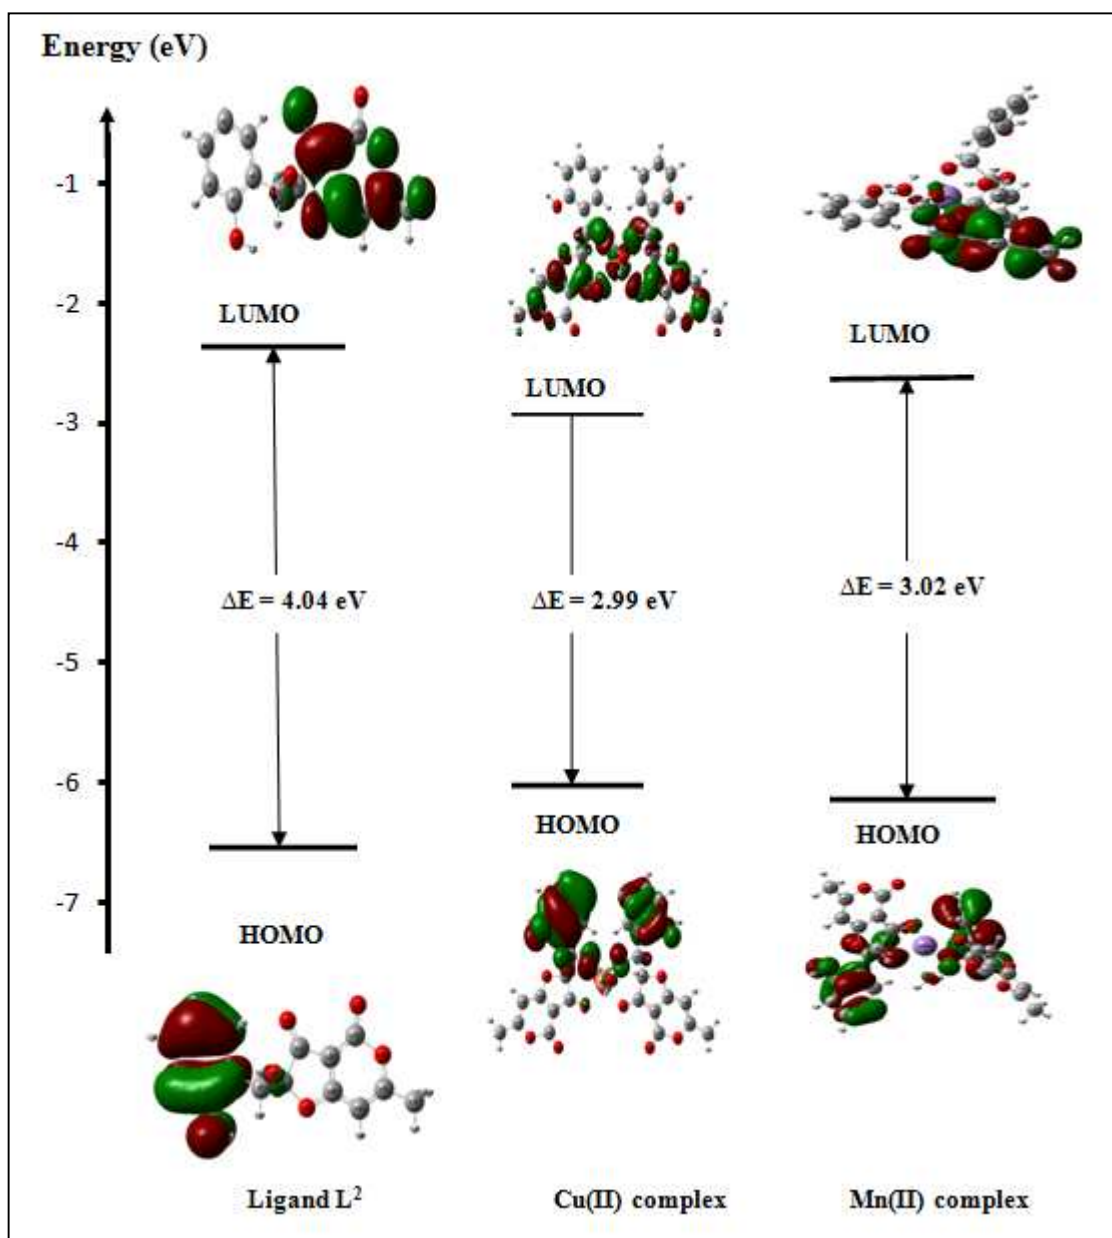 Energy (eV)
-1
-2
-3
-4
-5
-6
-7
LUMO
ΔE = 4.04 eV
HOMO
Ligand L²
LUMO
ΔE = 2.99 eV
HOMO
Cu(II) complex
LUMO
ΔE = 3.02 eV
HOMO
Mn(II) complex